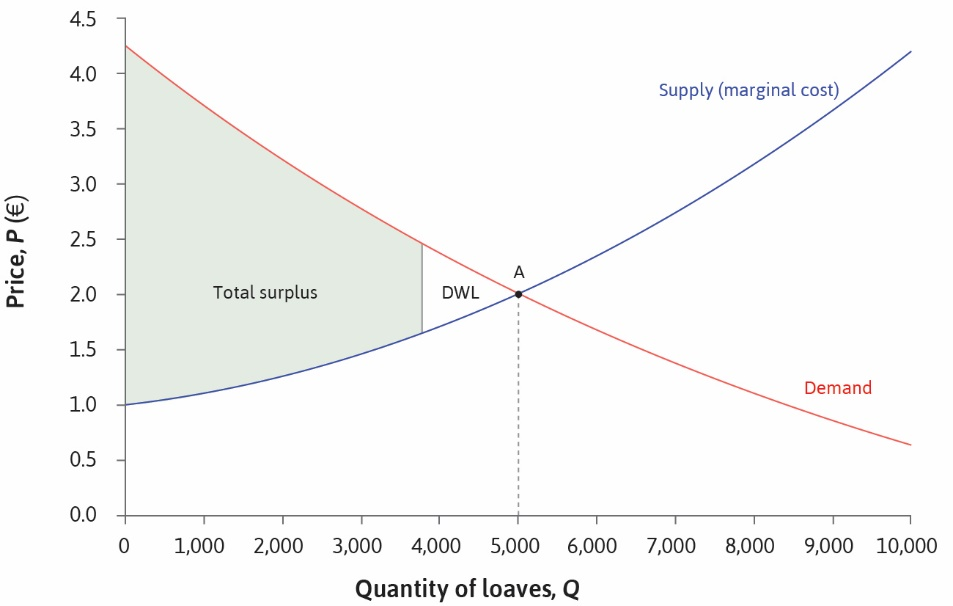 4.5
4.0
Supply (marginal cost)
3.5
3.0
2.5
A
Total surplus
DWL
2.0
1.5
Demand
1.0
0.5
0.0
Price, P (€)
0 1,000 2,000 3,000 4,000 5,000 6,000 7,000 8,000 9,000 10,000
Quantity of loaves, Q